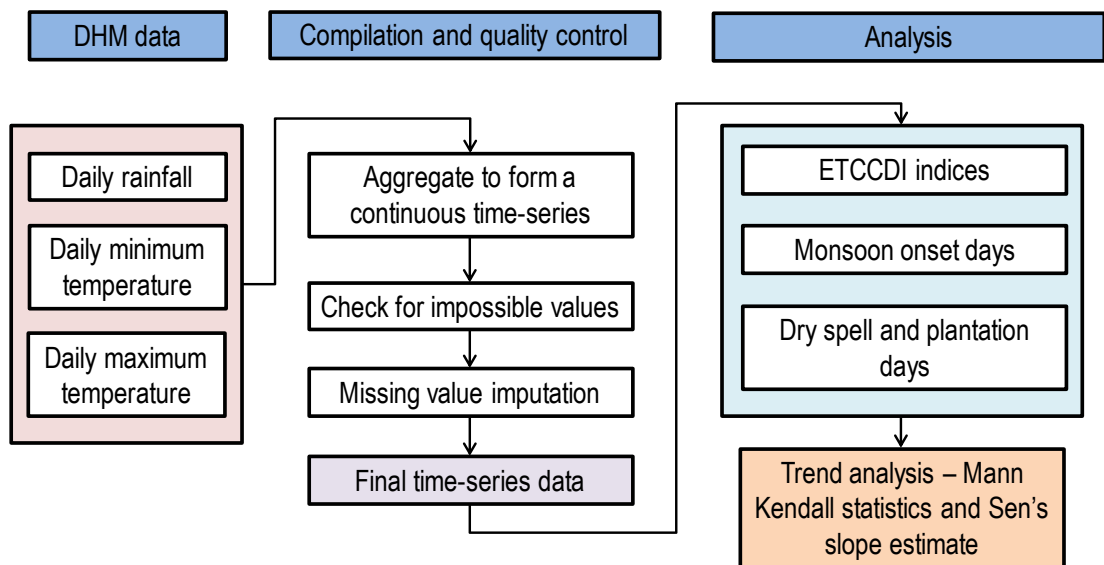 DHM data
Compilation and quality control
Analysis
Daily rainfall
Daily minimum
temperature
Daily maximum
temperature
Aggregate to form a
continuous time-series
Check for impossible values
Missing value imputation
Final time-series data
ETCCDI indices
Monsoon onset days
Dry spell and plantation
days
Trend analysis – Mann
Kendall statistics and Sen’s
slope estimate